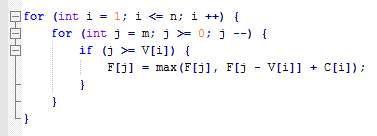 for (int i = 1; i <= n; i ++) {
for (int j = m; j >= 0; j --) {
if (j >= V[i]) {
F[j] = max(F[j], F[j - V[i]] + C[i]);
}
}
}